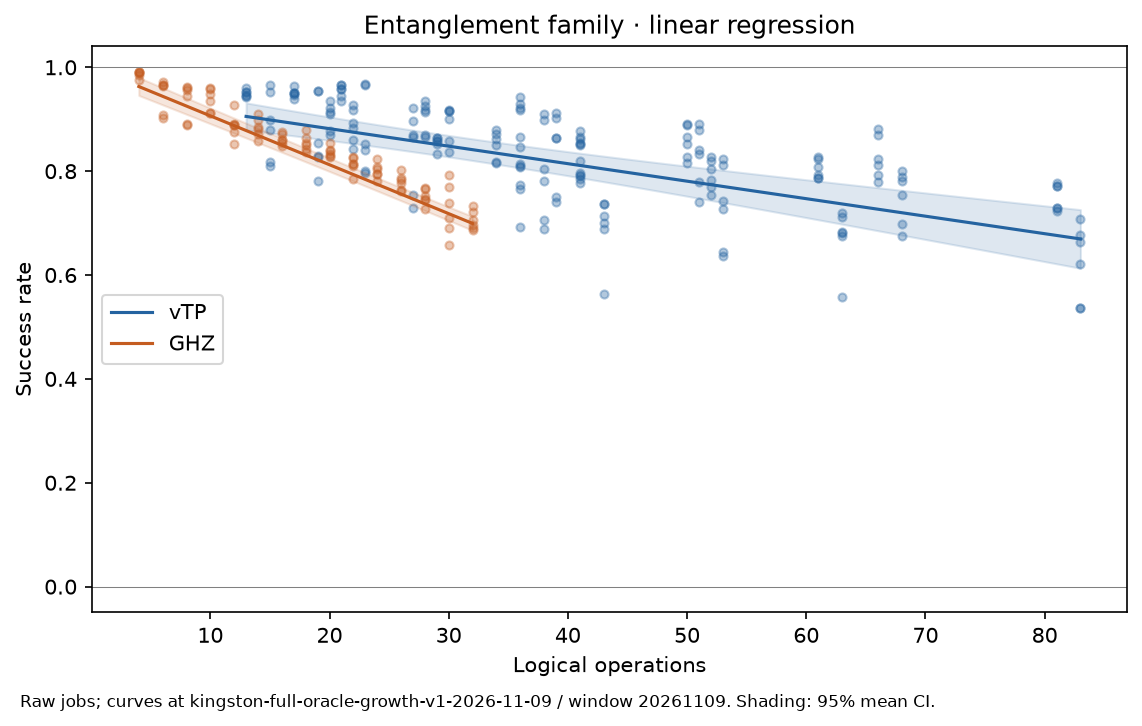 Entanglement family · linear regression
Success rate
1.0
0.8
0.6
0.4
0.2
0.0
vTP
GHZ
10 20 30 40 50 60 70 80
Logical operations
Raw jobs; curves at kingston-full-oracle-growth-v1-2026-11-09 / window 20261109. Shading: 95% mean CI.